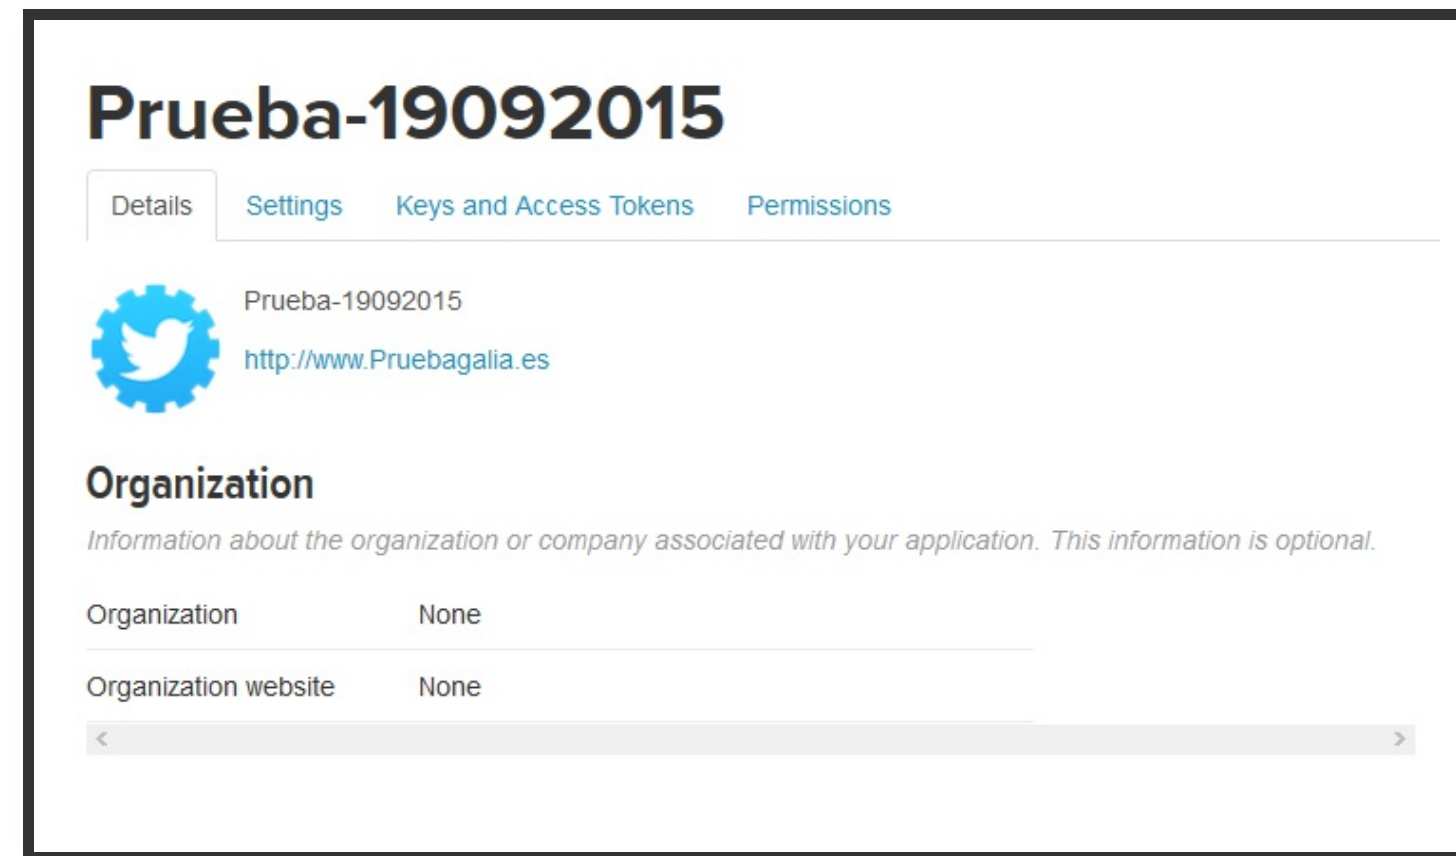 Prueba-19092015
Details Settings Keys and Access Tokens Permissions
Prueba-19092015
http://www.Pruebagalia.es
Organization
Information about the organization or company associated with your application. This information is optional.
Organization None
Organization website None